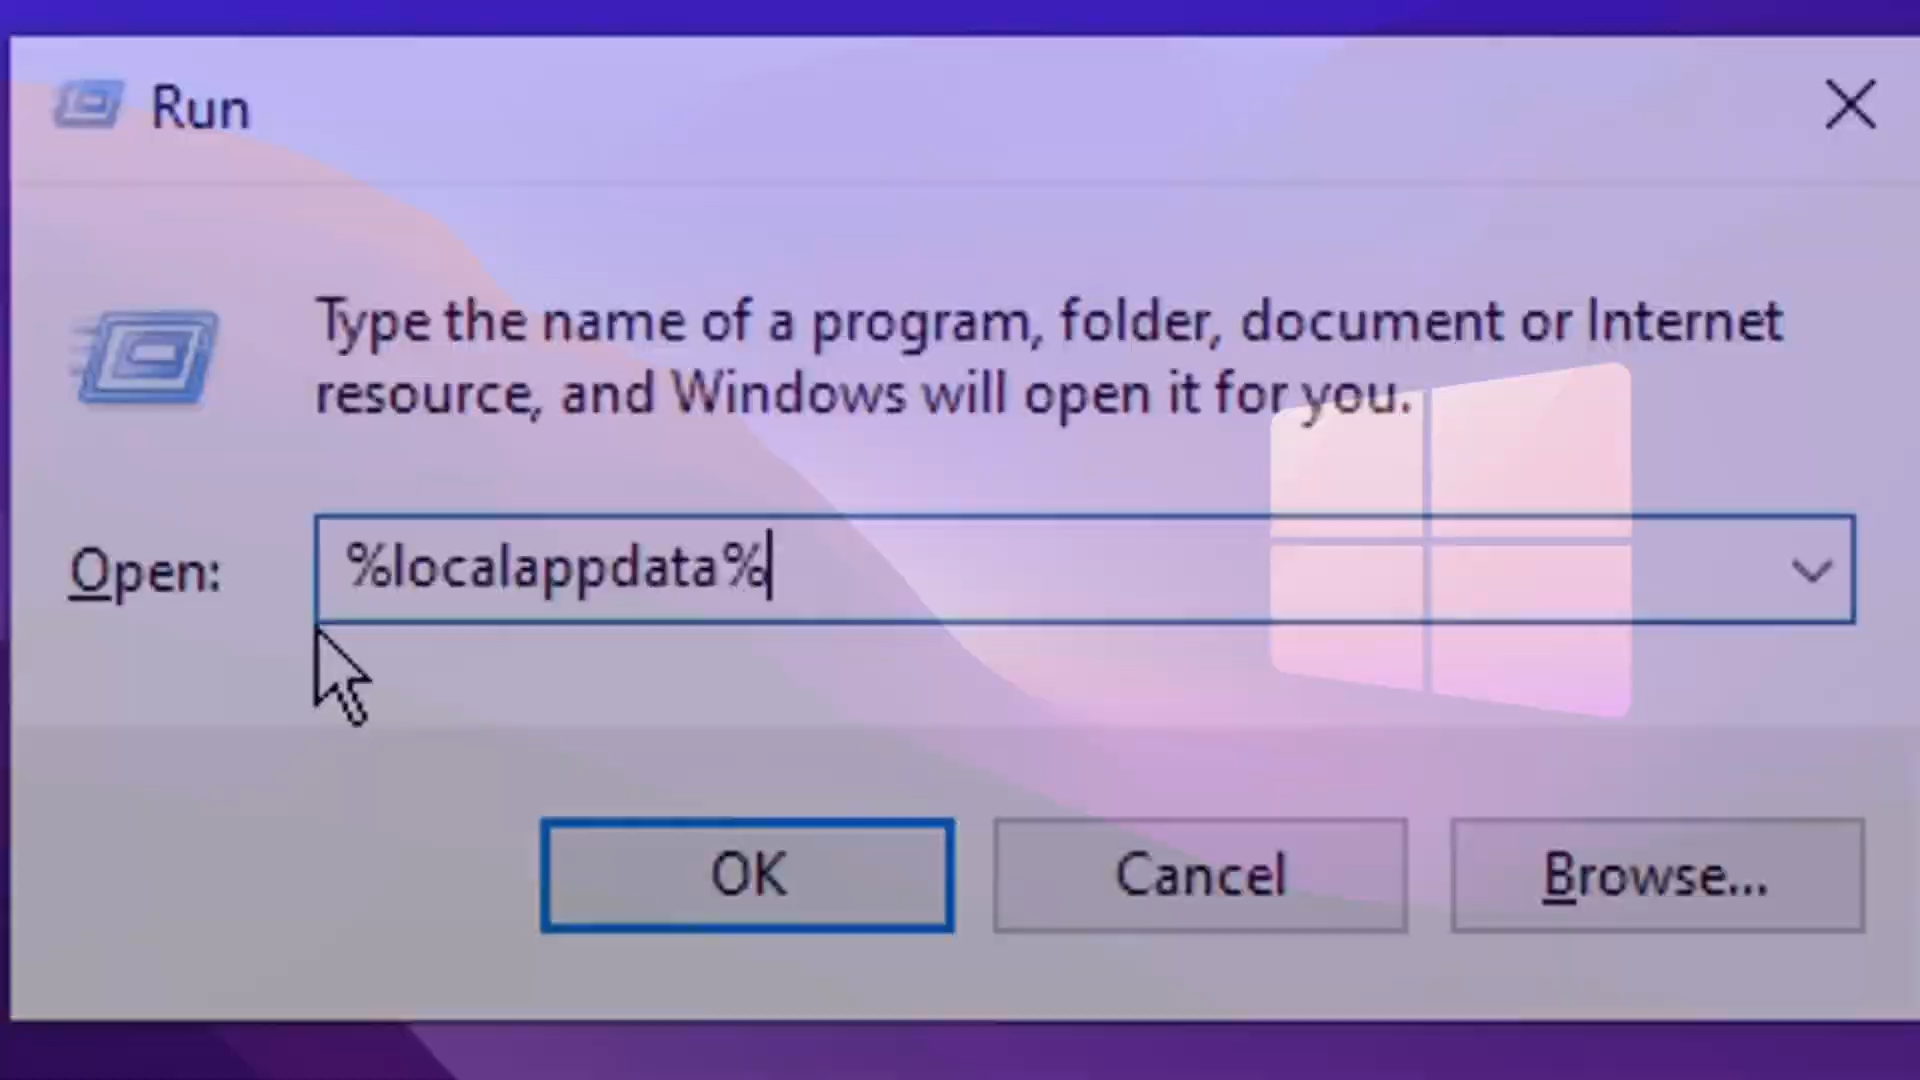 Run
Type the name of a program, folder, document or Internet
resource, and Windows will open it for you.
Open:
%localappdata%
OK
Cancel
Browse...